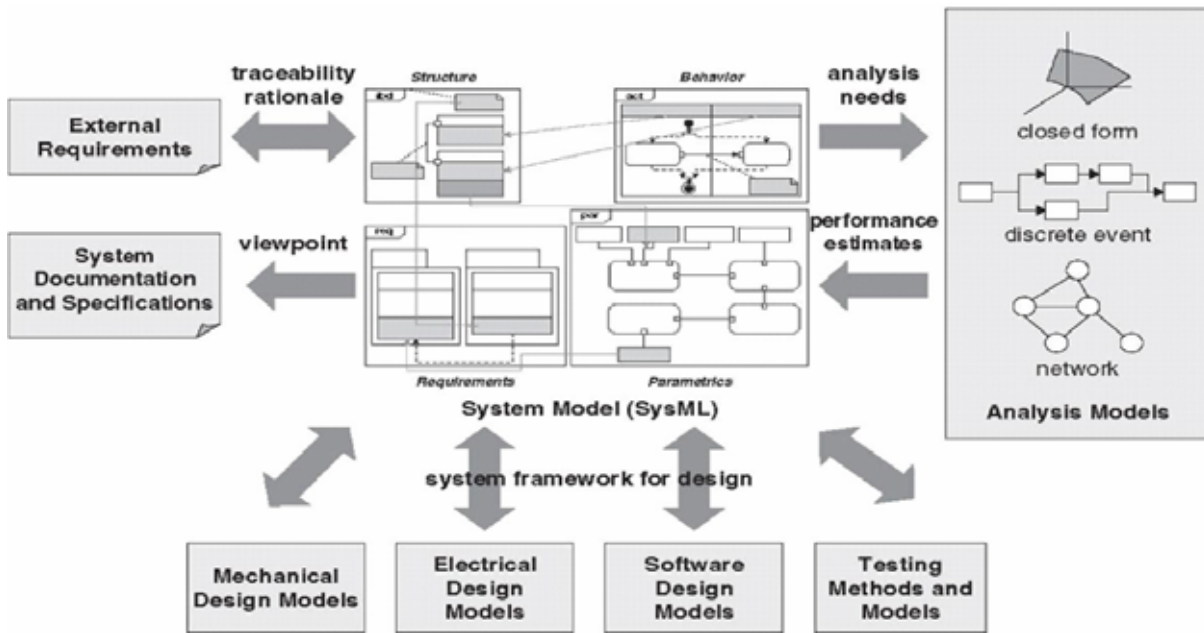 traceability
rationale
Structure
Behavior
analysis
needs
External
Requirements
ibd
act
closed form
discrete event
System
Documentation
and Specifications
viewpoint
req
par
performance
estimates
network
Analysis Models
Requirements
Parametrics
System Model (SysML)
system framework for design
Mechanical
Design Models
Electrical
Design
Models
Software
Design
Models
Testing
Methods and
Models